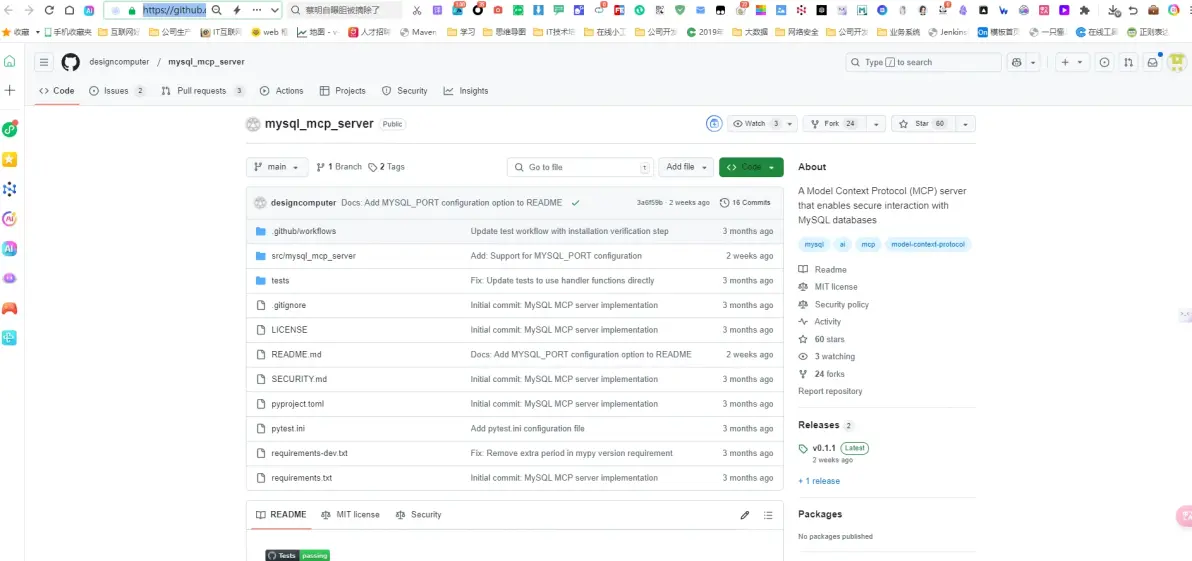 https://github.c
蔡明自曝胆被摘除了
收藏 手机收藏夹 互联网好 公司生产 IT互联网 web 地图 人才招聘 Maven 学习 思维导图 IT技术 在线小工 公司开发 2019年 大数据 网络安全 公司开 业务系统 Jenkins 模板首页 一只 在线工具 正则表达
designcomputer / mysql_mcp_server
Type / to search
Code Issues 2 Pull requests 3 Actions Projects Security Insights
mysql_mcp_server Public
Watch 3 Fork 24 Star 60
main 1 Branch 2 Tags Go to file t Add file Code
designcomputer Docs: Add MYSQL_PORT configuration option to README 3a6f59b · 2 weeks ago 16 Commits
.github/workflows Update test workflow with installation verification step 3 months ago
src/mysql_mcp_server Add: Support for MYSQL_PORT configuration 2 weeks ago
tests Fix: Update tests to use handler functions directly 3 months ago
.gitignore Initial commit: MySQL MCP server implementation 3 months ago
LICENSE Initial commit: MySQL MCP server implementation 3 months ago
README.md Docs: Add MYSQL_PORT configuration option to README 2 weeks ago
SECURITY.md Initial commit: MySQL MCP server implementation 3 months ago
pyproject.toml Initial commit: MySQL MCP server implementation 3 months ago
pytest.ini Add pytest.ini configuration file 3 months ago
requirements-dev.txt Fix: Remove extra period in mypy version requirement 3 months ago
requirements.txt Initial commit: MySQL MCP server implementation 3 months ago
README MIT license Security
Tests passing
About
A Model Context Protocol (MCP) server
that enables secure interaction with
MySQL databases
mysql ai mcp model-context-protocol
Readme
MIT license
Security policy
Activity
60 stars
3 watching
24 forks
Report repository
Releases 2
v0.1.1 Latest
2 weeks ago
+ 1 release
Packages
No packages published